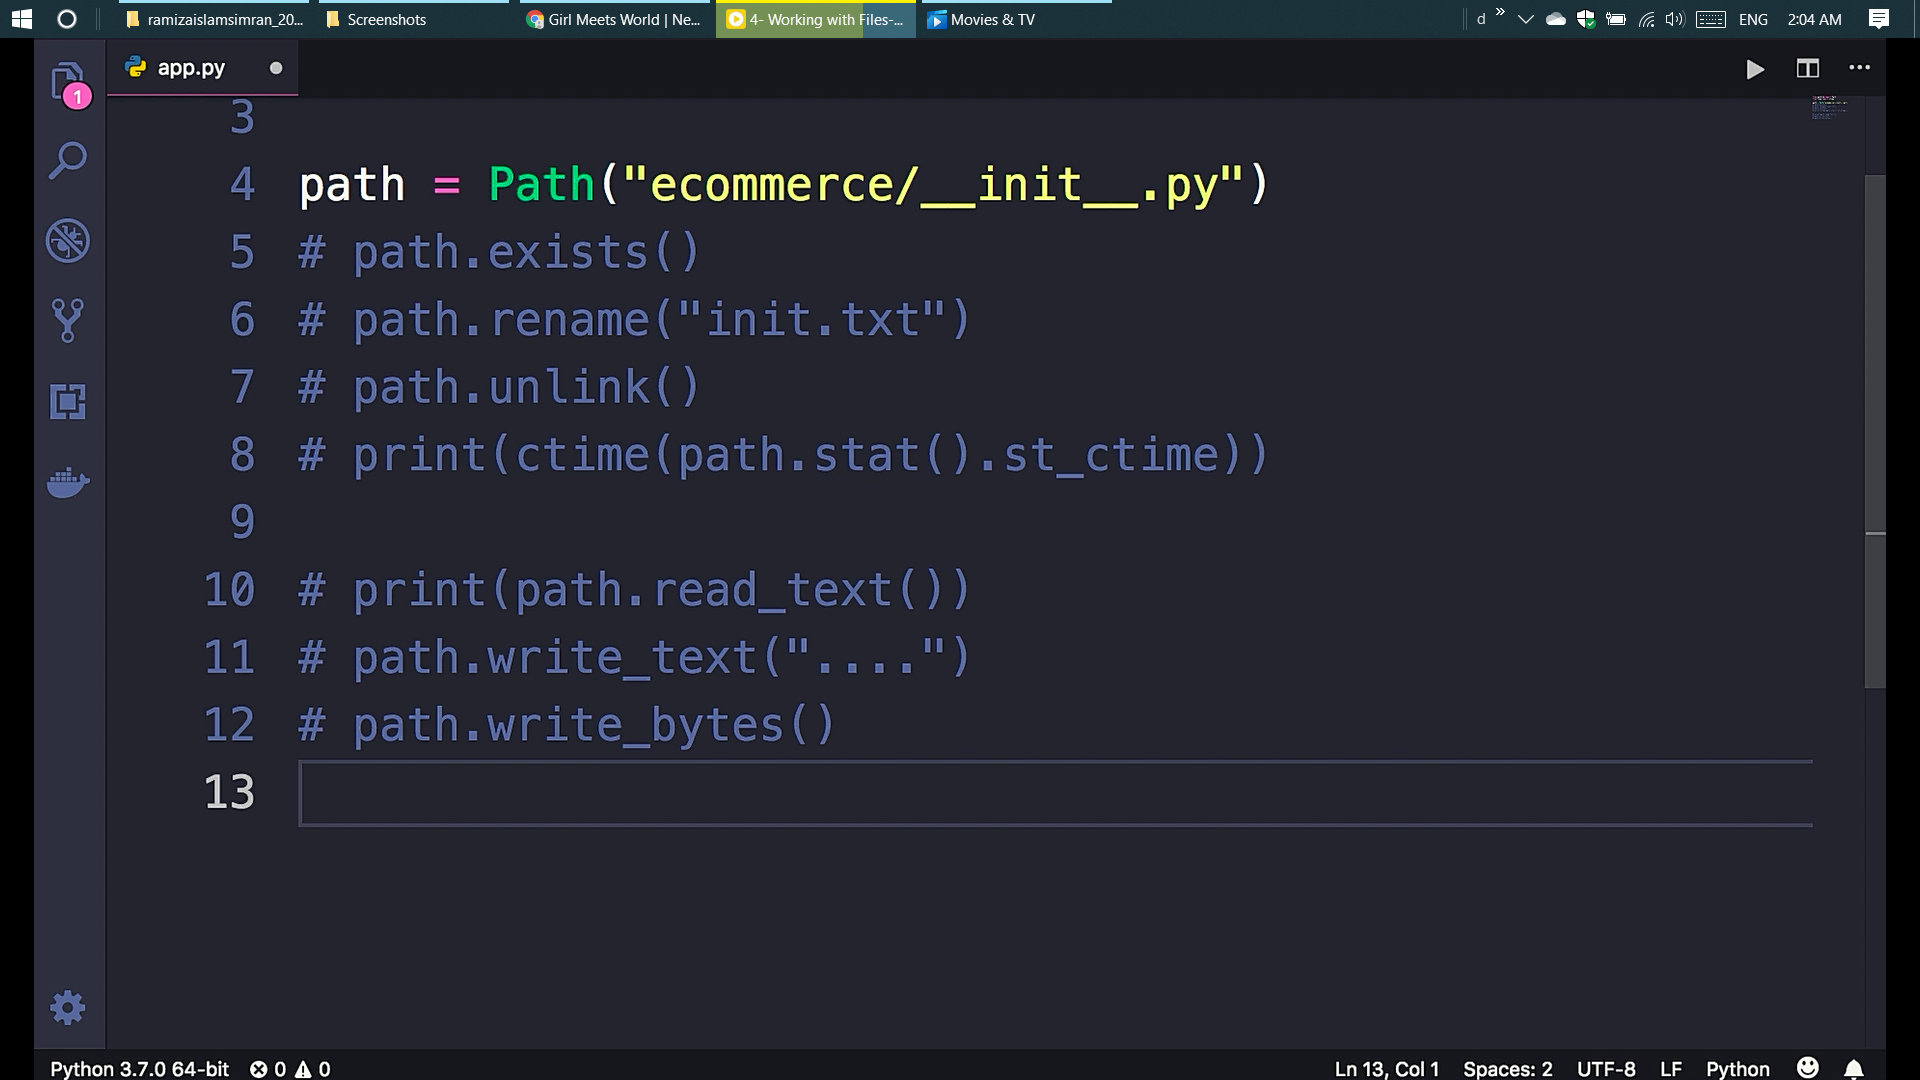 ramizaislamsimran_20...
Screenshots
Girl Meets World | Ne...
4- Working with Files-...
Movies & TV
d » ENG 2:04 AM
app.py
1
3
4 path = Path("ecommerce/__init__.py")
5 # path.exists()
6 # path.rename("init.txt")
7 # path.unlink()
8 # print(ctime(path.stat().st_ctime))
9
10 # print(path.read_text())
11 # path.write_text("....")
12 # path.write_bytes()
13
Python 3.7.0 64-bit 0 0 Ln 13, Col 1 Spaces: 2 UTF-8 LF Python